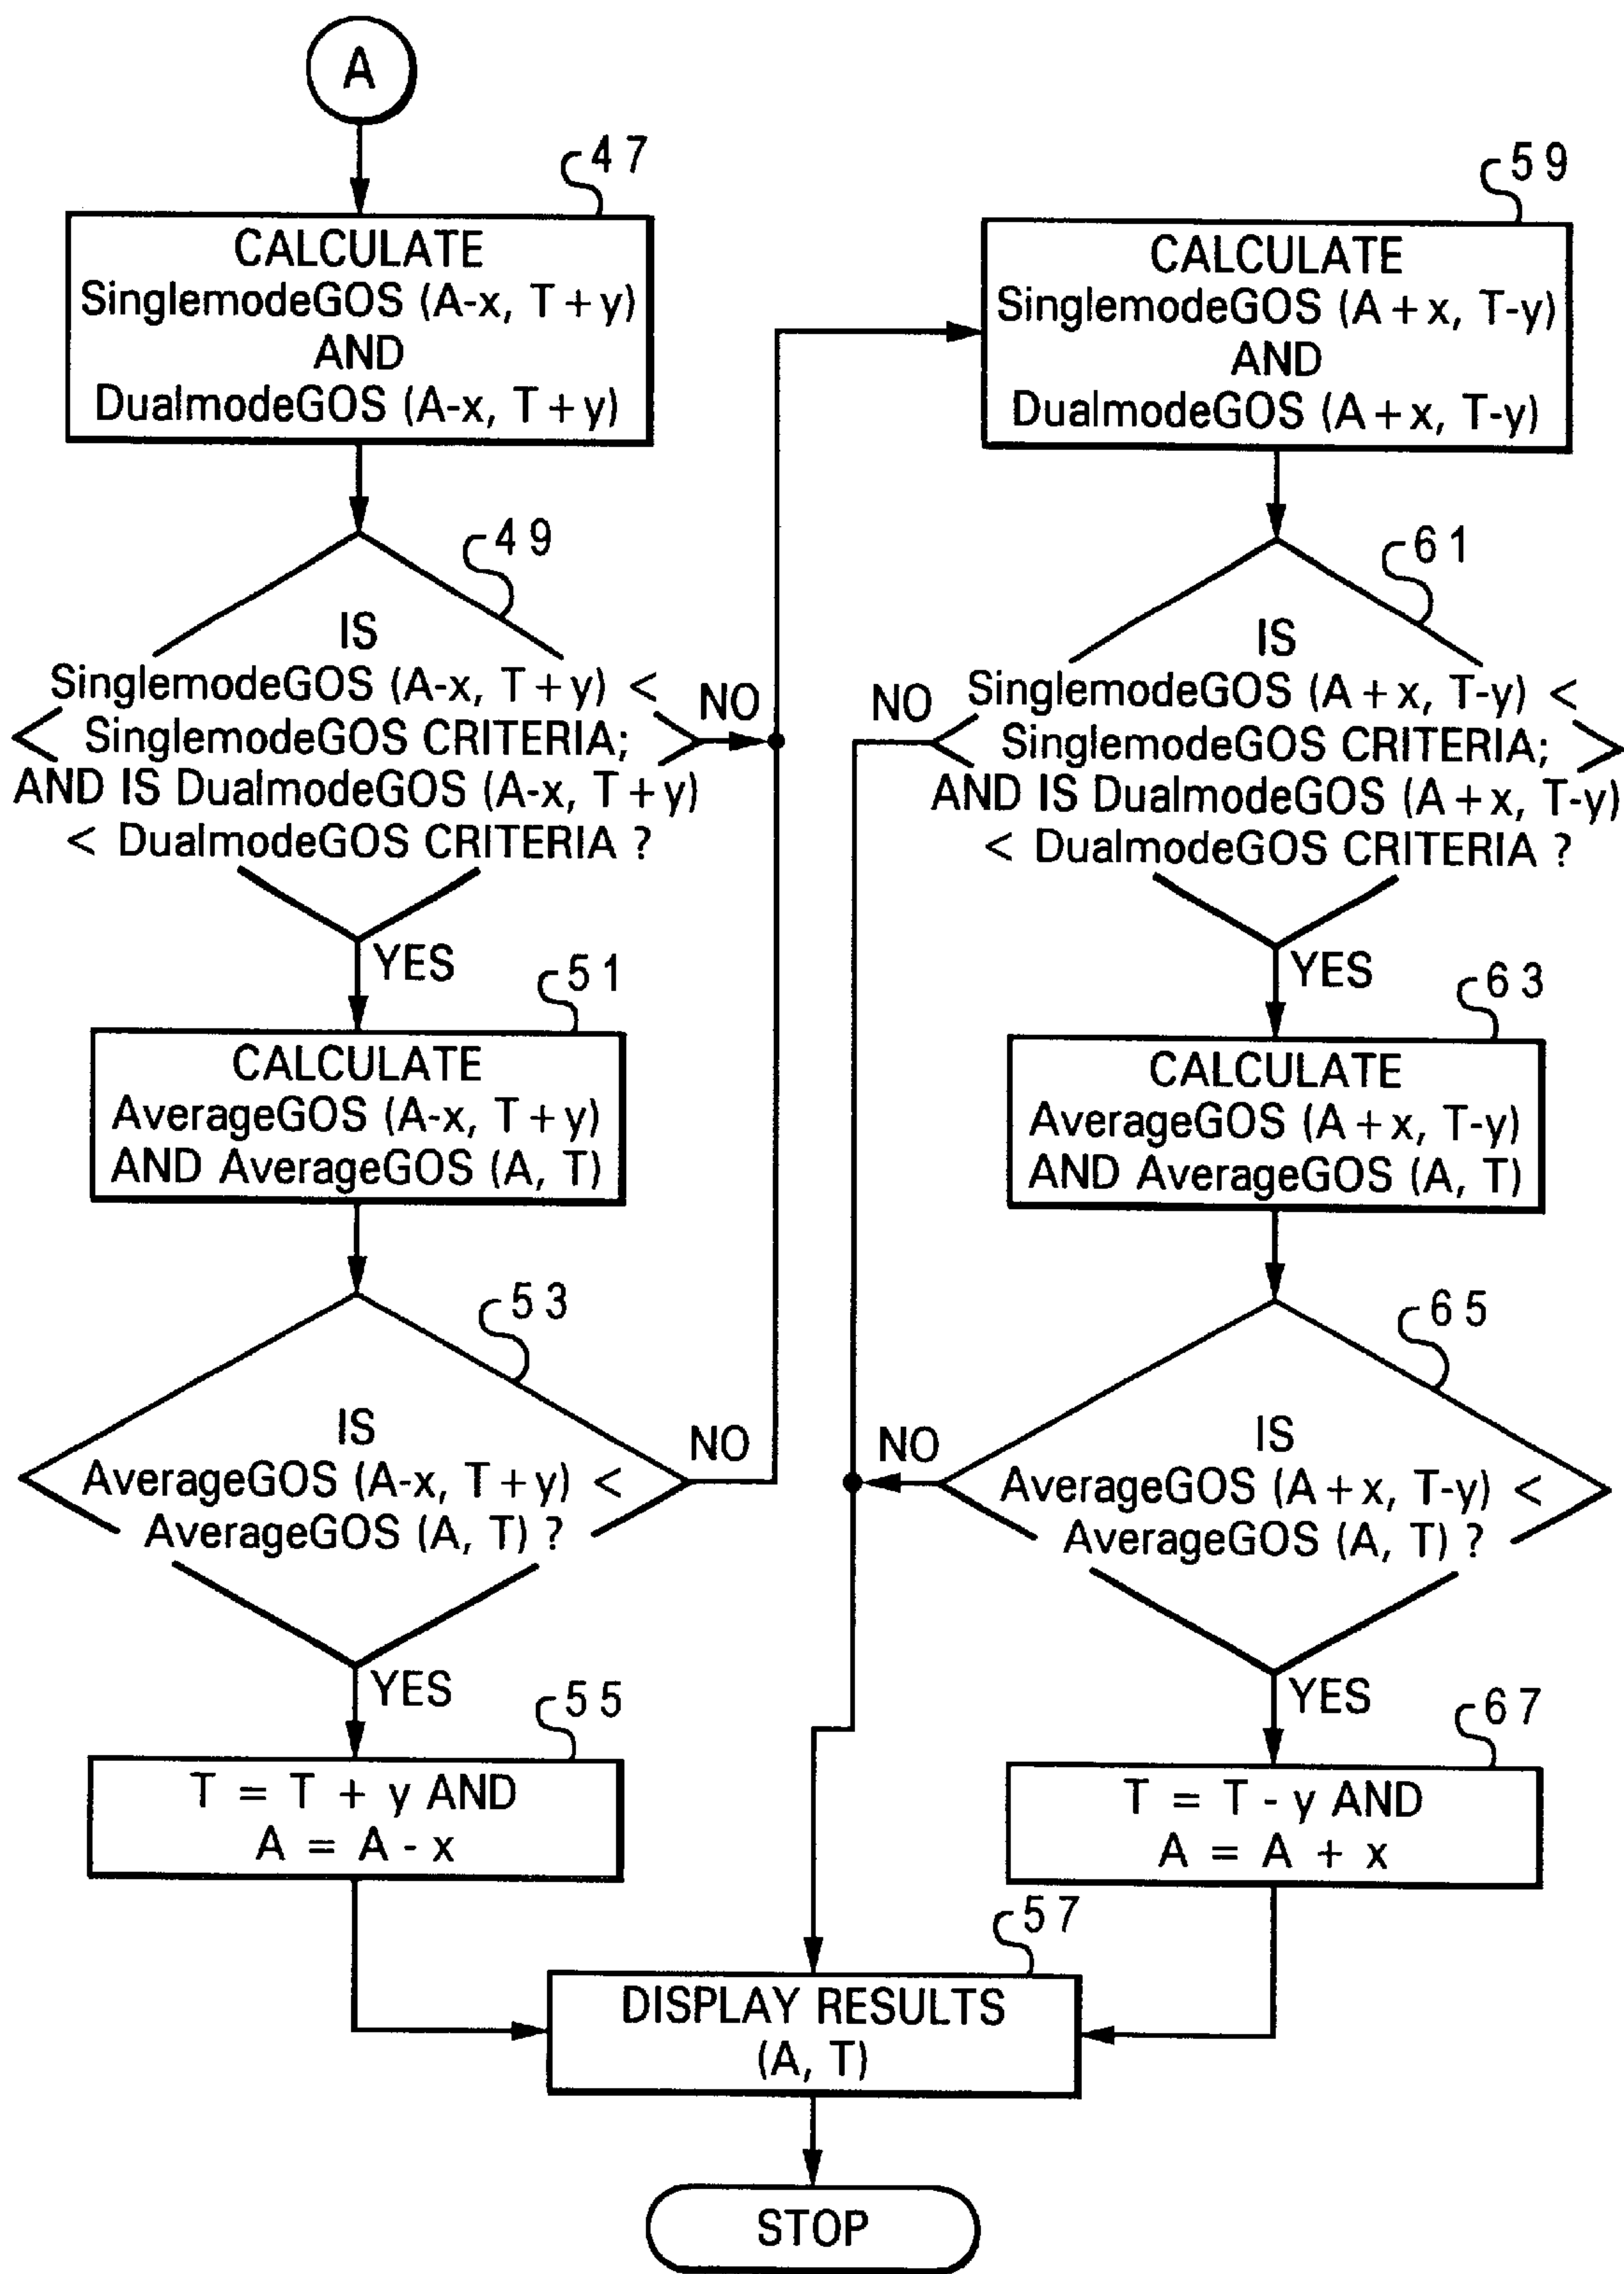 A
47
CALCULATE
SinglemodeGOS (A-x, T+y)
AND
DualmodeGOS (A-x, T+y)
49
IS
SinglemodeGOS (A-x, T+y) <
SinglemodeGOS CRITERIA;
AND IS DualmodeGOS (A-x, T+y)
< DualmodeGOS CRITERIA ?
NO
YES
51
CALCULATE
AverageGOS (A-x, T+y)
AND AverageGOS (A, T)
53
IS
AverageGOS (A-x, T+y) <
AverageGOS (A, T) ?
NO
YES
55
T = T + y AND
A = A - x
59
CALCULATE
SinglemodeGOS (A+x, T-y)
AND
DualmodeGOS (A+x, T-y)
61
IS
SinglemodeGOS (A+x, T-y) <
SinglemodeGOS CRITERIA;
AND IS DualmodeGOS (A+x, T-y)
< DualmodeGOS CRITERIA ?
NO
YES
63
CALCULATE
AverageGOS (A+x, T-y)
AND AverageGOS (A, T)
65
IS
AverageGOS (A+x, T-y) <
AverageGOS (A, T) ?
NO
YES
67
T = T - y AND
A = A + x
57
DISPLAY RESULTS
(A, T)
STOP